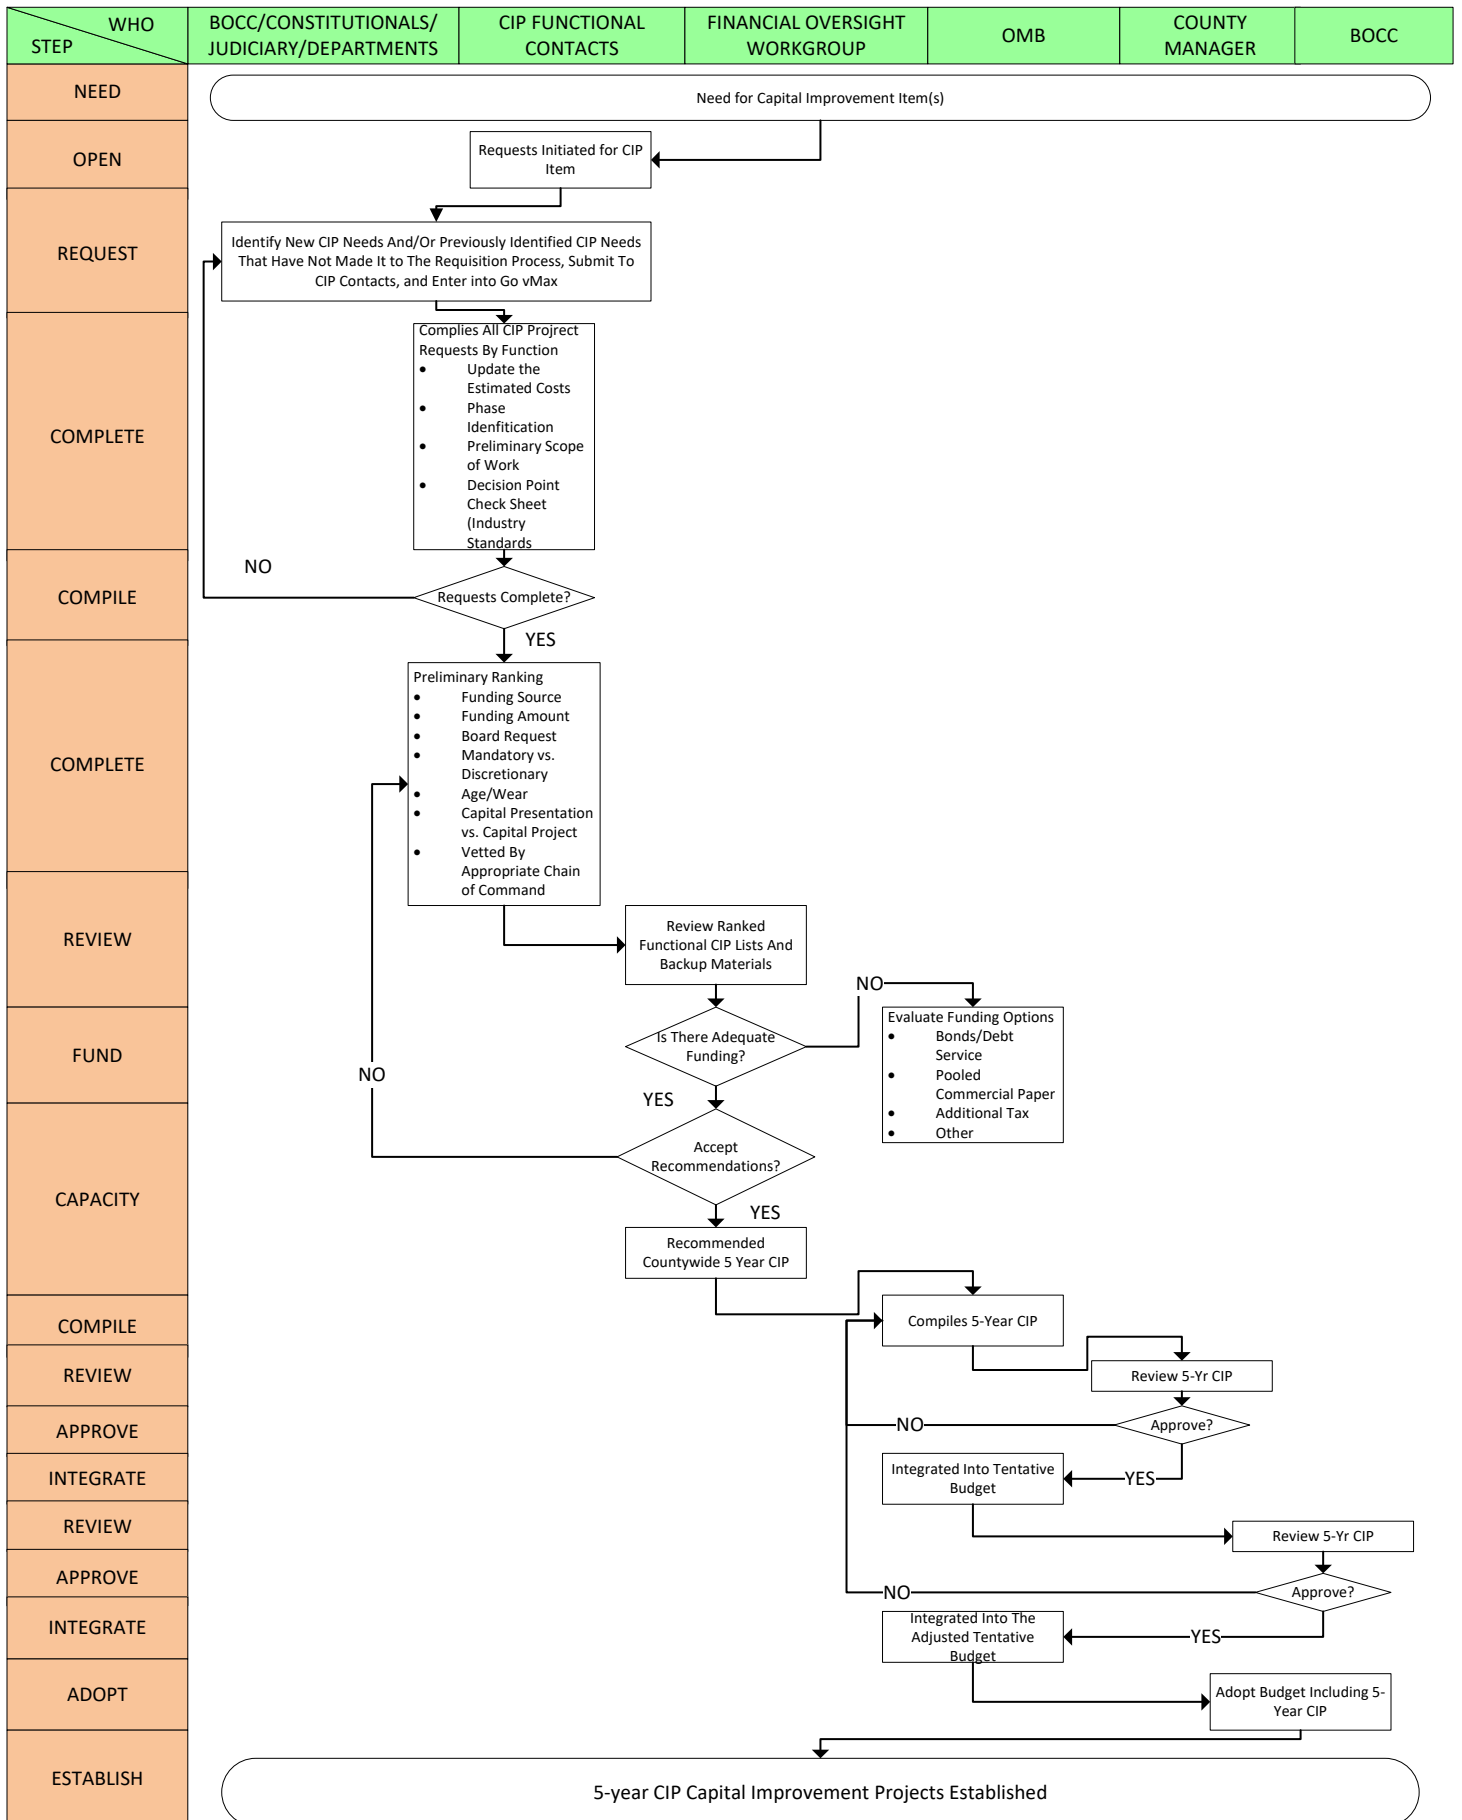 WHO
STEP
BOCC/CONSTITUTIONALS/
JUDICIARY/DEPARTMENTS
CIP FUNCTIONAL
CONTACTS
FINANCIAL OVERSIGHT
WORKGROUP
OMB
COUNTY
MANAGER
BOCC
NEED
Need for Capital Improvement Item(s)
OPEN
Requests Initiated for CIP
Item
REQUEST
Identify New CIP Needs And/Or Previously Identified CIP Needs
That Have Not Made It to The Requisition Process, Submit To
CIP Contacts, and Enter into Go vMax
COMPLETE
Complies All CIP Projrect
Requests By Function
• Update the
Estimated Costs
• Phase
Idenfitication
• Preliminary Scope
of Work
• Decision Point
Check Sheet
(Industry
Standards
NO
COMPILE
Requests Complete?
YES
COMPLETE
Preliminary Ranking
• Funding Source
• Funding Amount
• Board Request
• Mandatory vs.
Discretionary
• Age/Wear
• Capital Presentation
vs. Capital Project
• Vetted By
Appropriate Chain
of Command
REVIEW
Review Ranked
Functional CIP Lists And
Backup Materials
NO
FUND
Is There Adequate
Funding?
Evaluate Funding Options
• Bonds/Debt
Service
• Pooled
Commercial Paper
• Additional Tax
• Other
NO
YES
CAPACITY
Accept
Recommendations?
YES
Recommended
Countywide 5 Year CIP
COMPILE
Compiles 5-Year CIP
REVIEW
Review 5-Yr CIP
APPROVE
NO
Approve?
INTEGRATE
Integrated Into Tentative
Budget
YES
REVIEW
Review 5-Yr CIP
APPROVE
NO
Approve?
INTEGRATE
Integrated Into The
Adjusted Tentative
Budget
YES
ADOPT
Adopt Budget Including 5-
Year CIP
ESTABLISH
5-year CIP Capital Improvement Projects Established